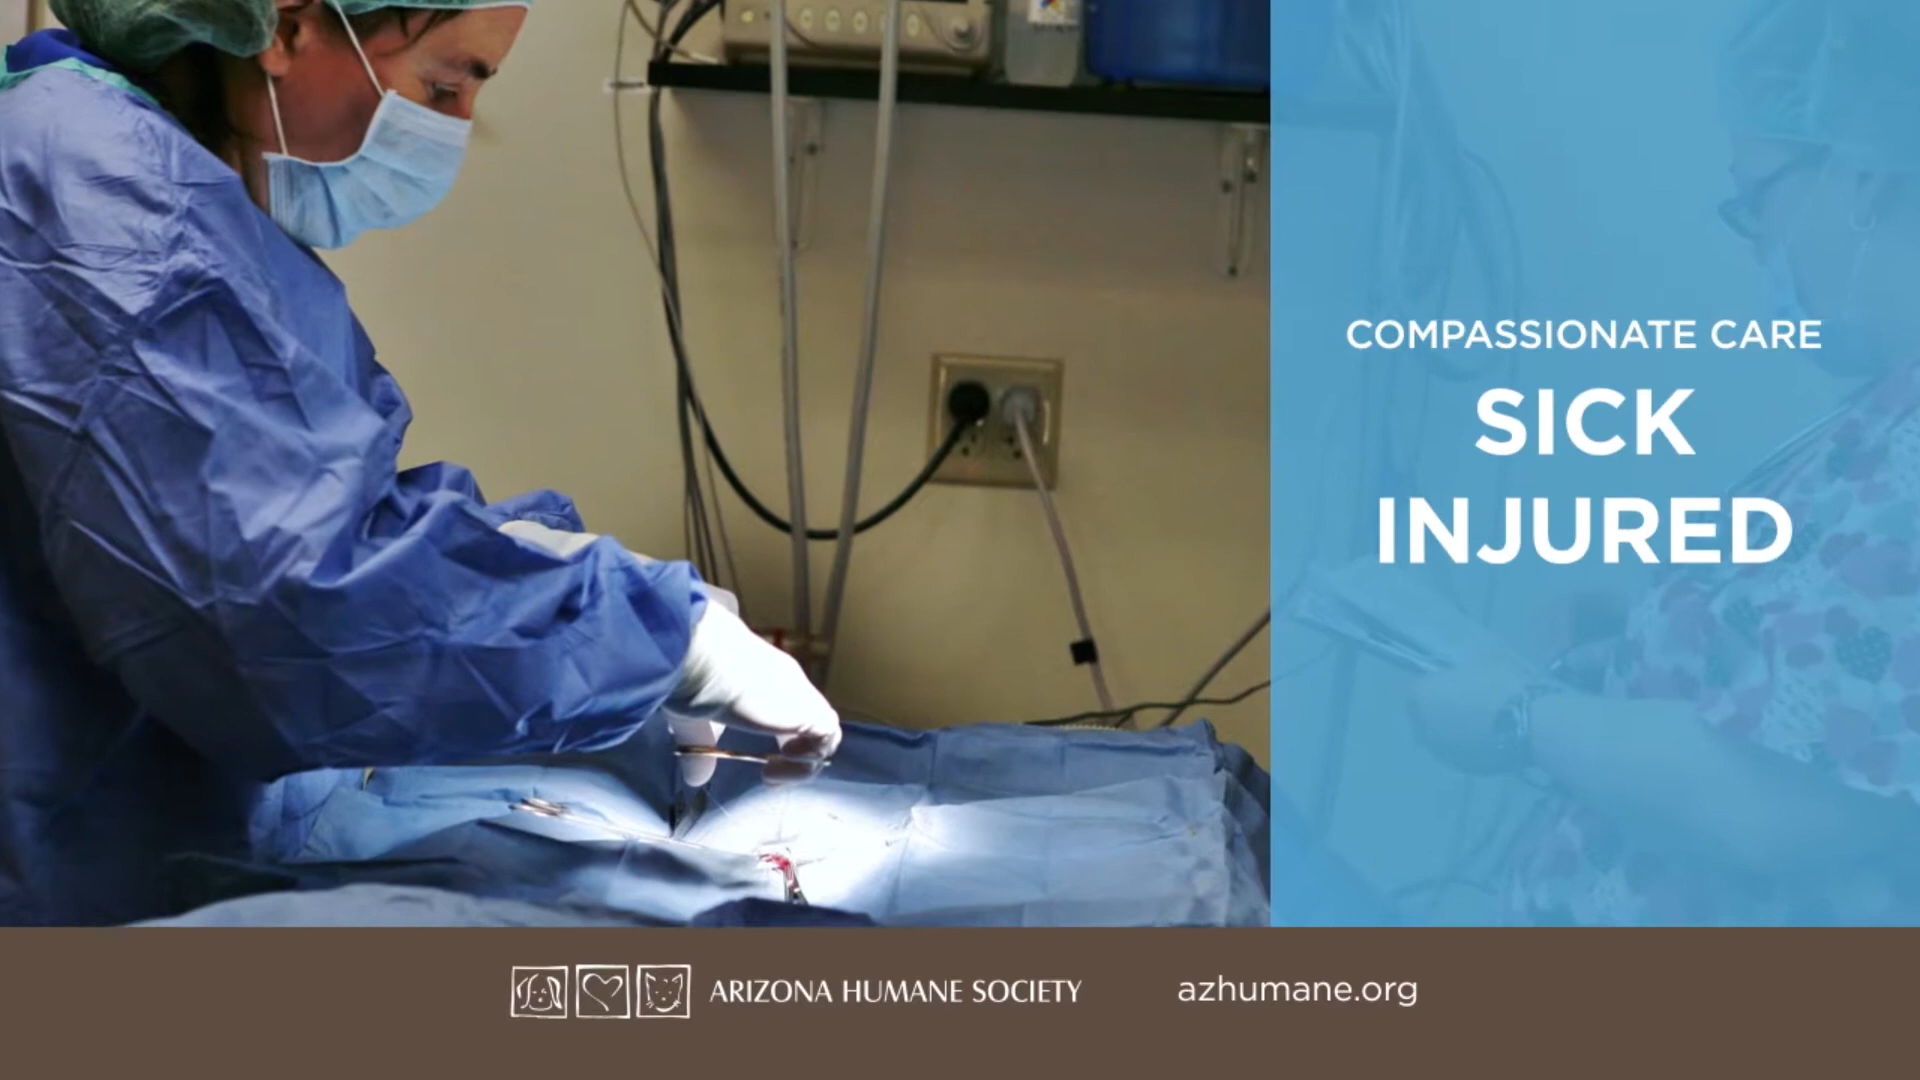 COMPASSIONATE CARE
SICK
INJURED
ARIZONA HUMANE SOCIETY
azhumane.org